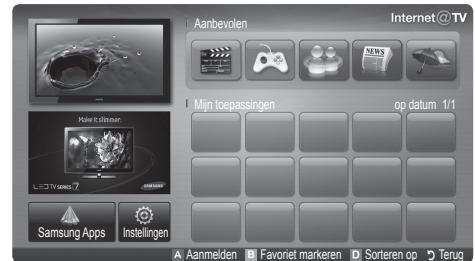 Internet@TV
Aanbevolen
NEWS
Mijn toepassingen
op datum 1/1
Make it slimmer.
LED TV SERIES 7
SAMSUNG
Samsung Apps
Instellingen
A Aanmelden B Favoriet markeren D Sorteren op Terug